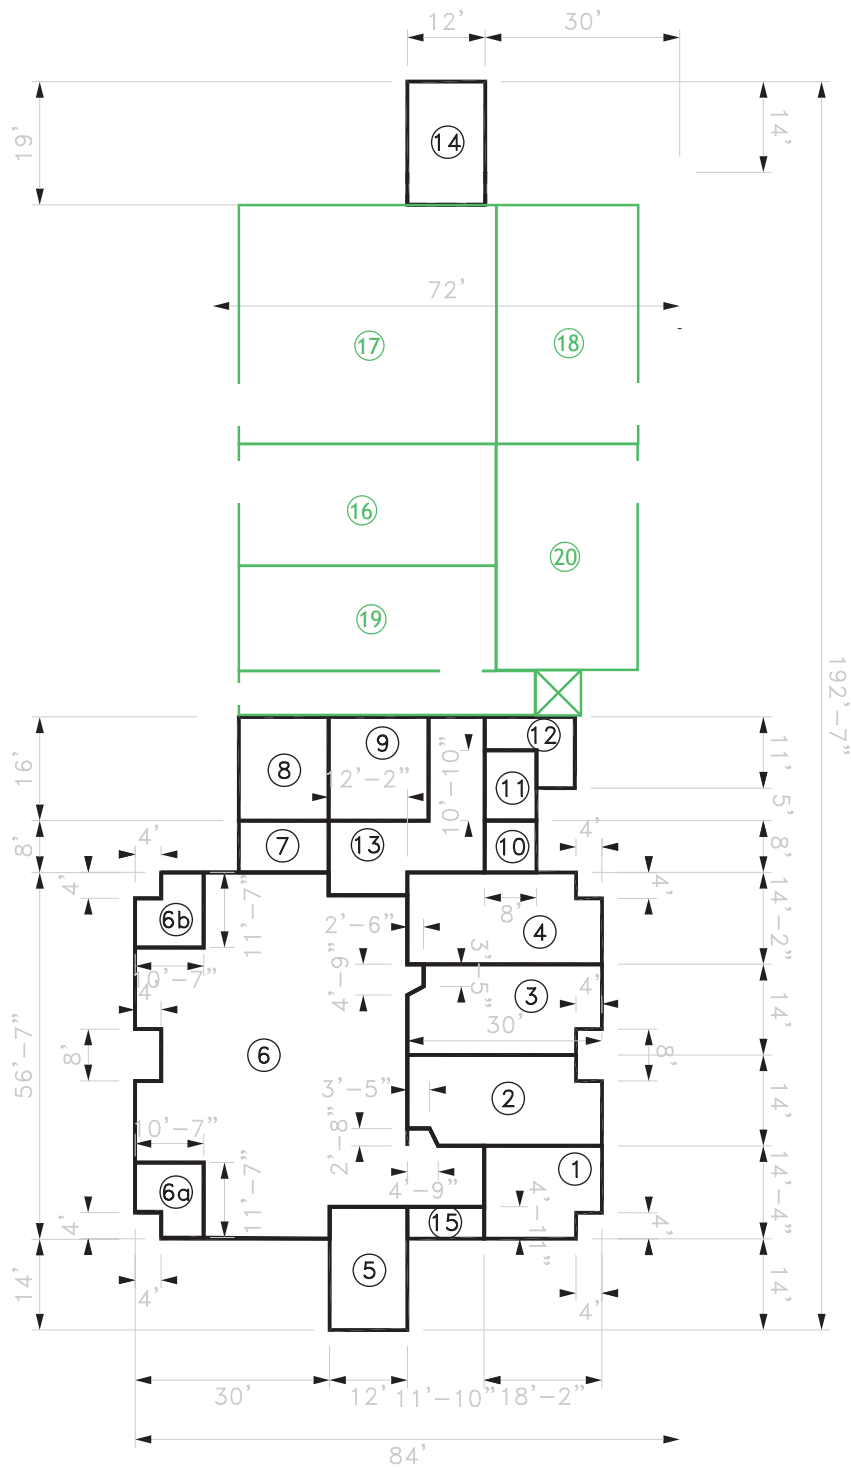 12' 30'
19' 14 14'
72'
17 18
16
20
19
192'-7"
16' 9 12 11'
8 12'-2" 10'-10" 11 5'
8' 4' 7 13 10 4' 8'
4' 11'-7" 8' 4' 14'-2"
6b 2'-6" 4
10'-7" 4'-9" 3'-5"
4' 3 4' 14'
30'
56'-7" 8' 6 8'
3'-5" 2 14'
10'-7" 2'-8"
6a 11'-7" 4'-9" 1 14'-4"
4' 15 4'-11" 4'
14' 4' 5 4' 14'
30' 12' 11'-10" 18'-2"
84'